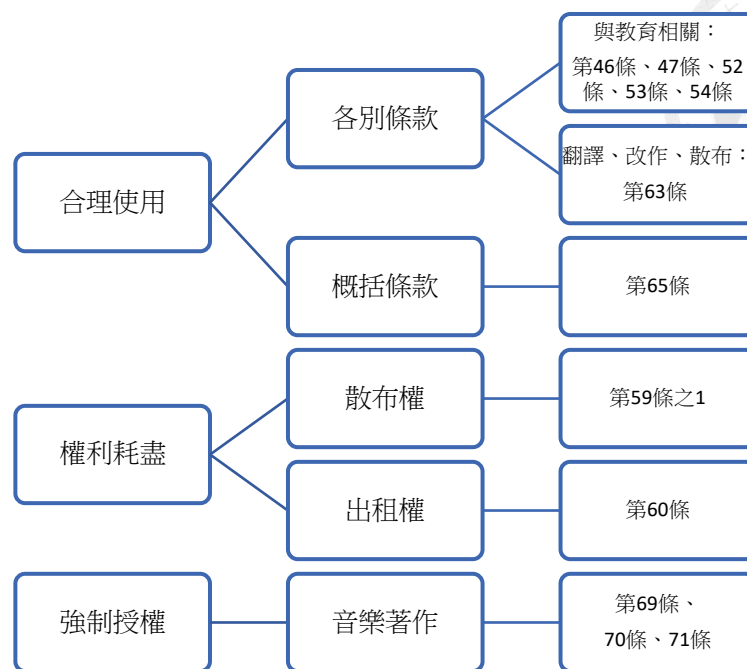 合理使用
各別條款
與教育相關：
第46條、47條、52
條、53條、54條
翻譯、改作、散布：
第63條
概括條款
第65條
權利耗盡
散布權
第59條之1
出租權
第60條
強制授權
音樂著作
第69條、
70條、71條